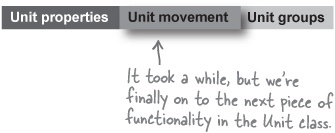 Unit properties Unit movement Unit groups
It took a while, but we're
finally on to the next piece of
functionality in the Unit class.